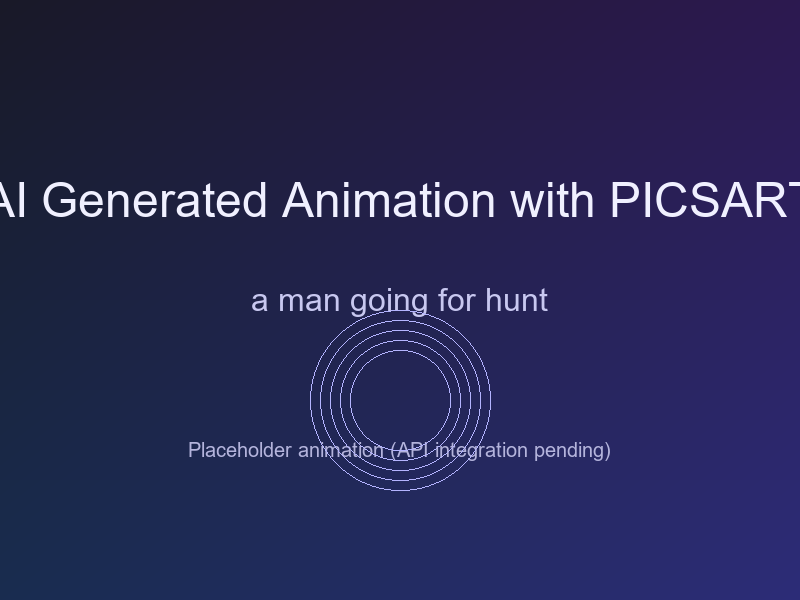 AI Generated Animation with PICSART
a man going for hunt
Placeholder animation (API integration pending)